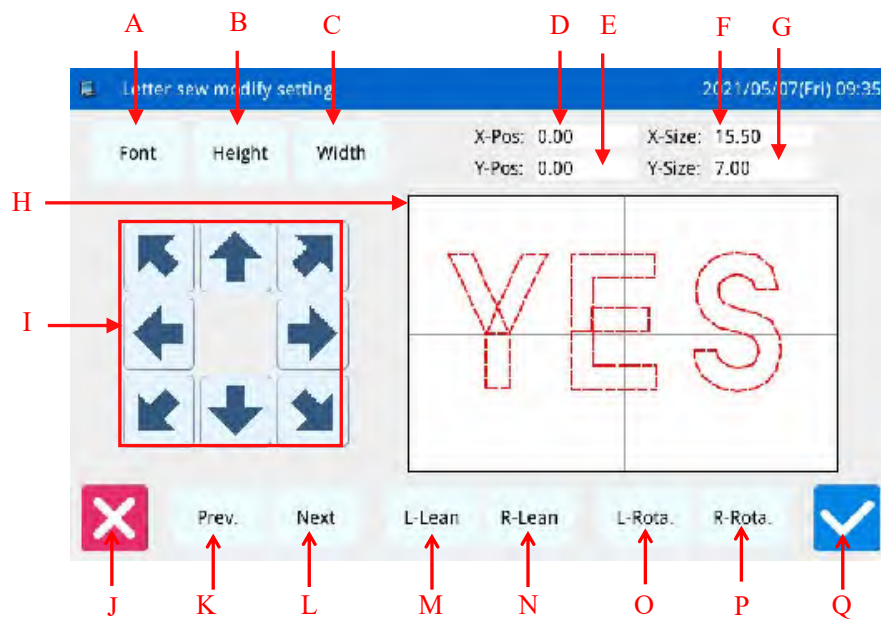 A B C D E F G
Letter sew modify setting 2021/05/07(Fri) 09:35
Font Height Width
X-Pos: 0.00 X-Size: 15.50
Y-Pos: 0.00 Y-Size: 7.00
H
YES
I
Prev. Next L-Lean R-Lean L-Rota. R-Rota.
J K L M N O P Q